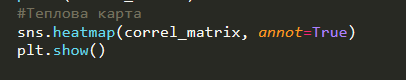 #Теплова карта
sns.heatmap(correl_matrix, annot=True)
plt.show()